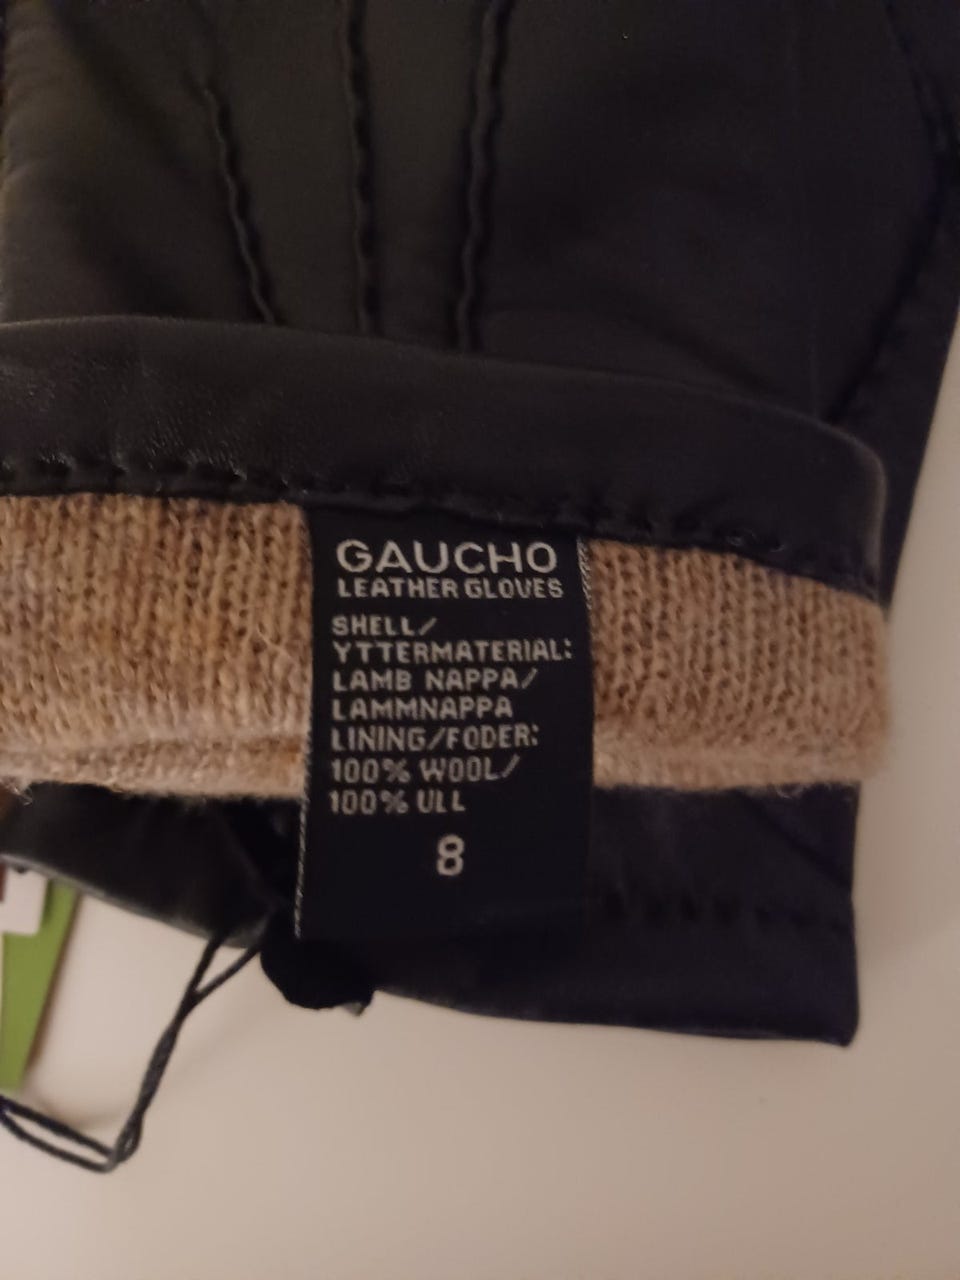 GAUCHO
LEATHER GLOVES
SHELL/
YTTERMATERIAL:
LAMB NAPPA/
LAMMNAPPA
LINING/FODER:
100% WOOL/
100% ULL
8